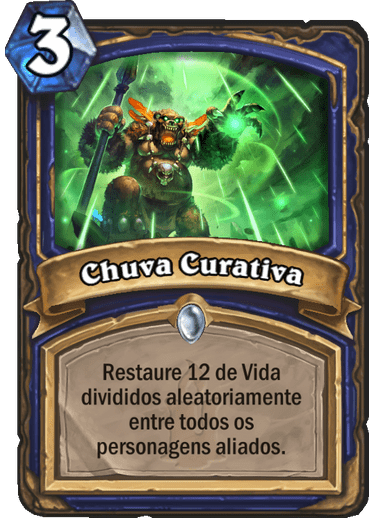 3
Chuva Curativa
Restaure 12 de Vida
divididos aleatoriamente
entre todos os
personagens aliados.